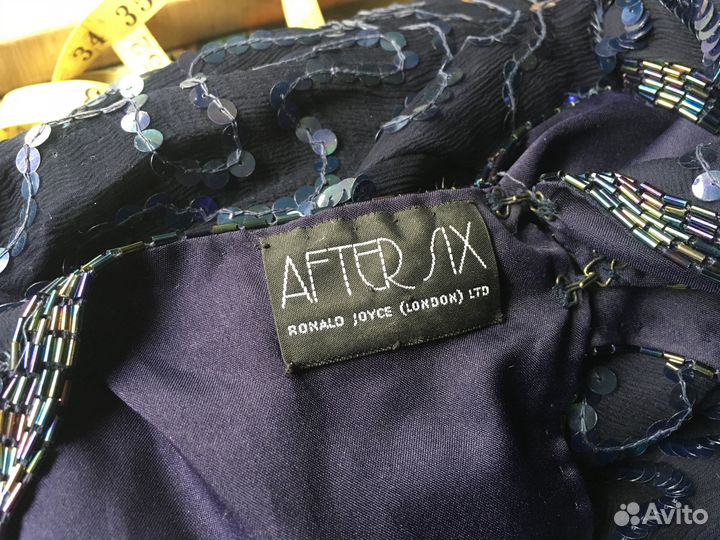 34 35
AFTER SIX
RONALD JOYCE (LONDON) LTD
Avito